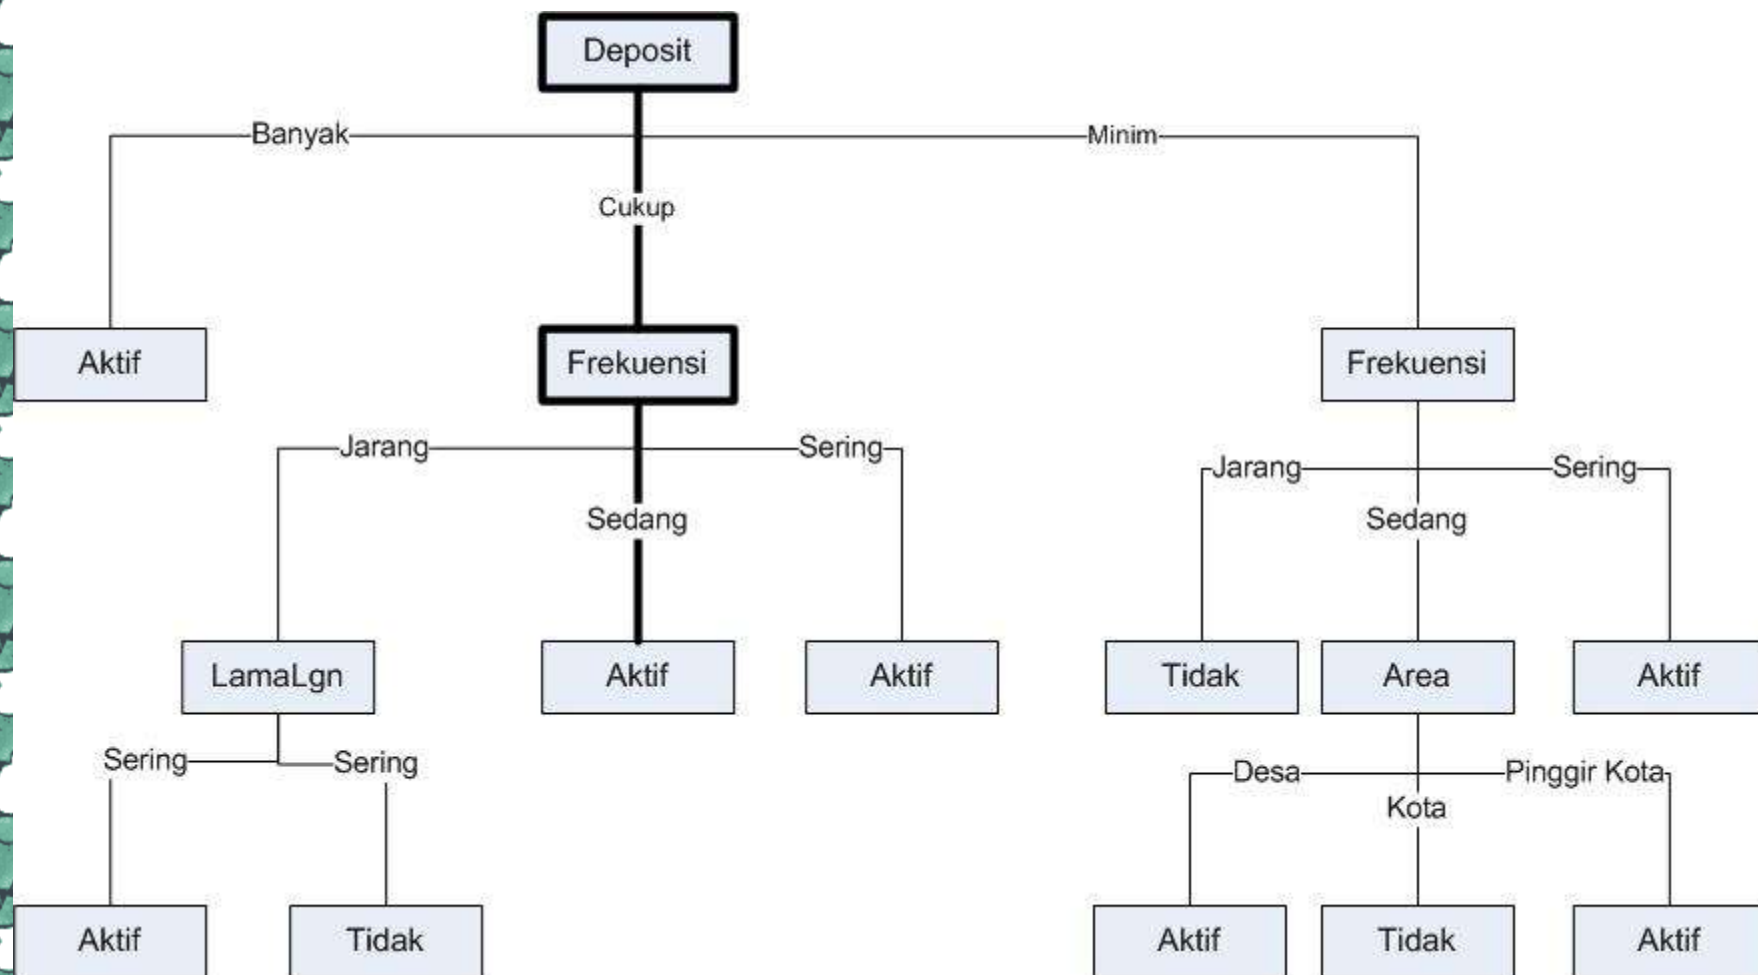 Deposit
Banyak
Minim
Cukup
Aktif
Frekuensi
Frekuensi
Jarang
Sering
Jarang
Sering
Sedang
Sedang
LamaLgn
Aktif
Aktif
Tidak
Area
Aktif
Sering
Sering
Desa
Pinggir Kota
Kota
Aktif
Tidak
Aktif
Tidak
Aktif